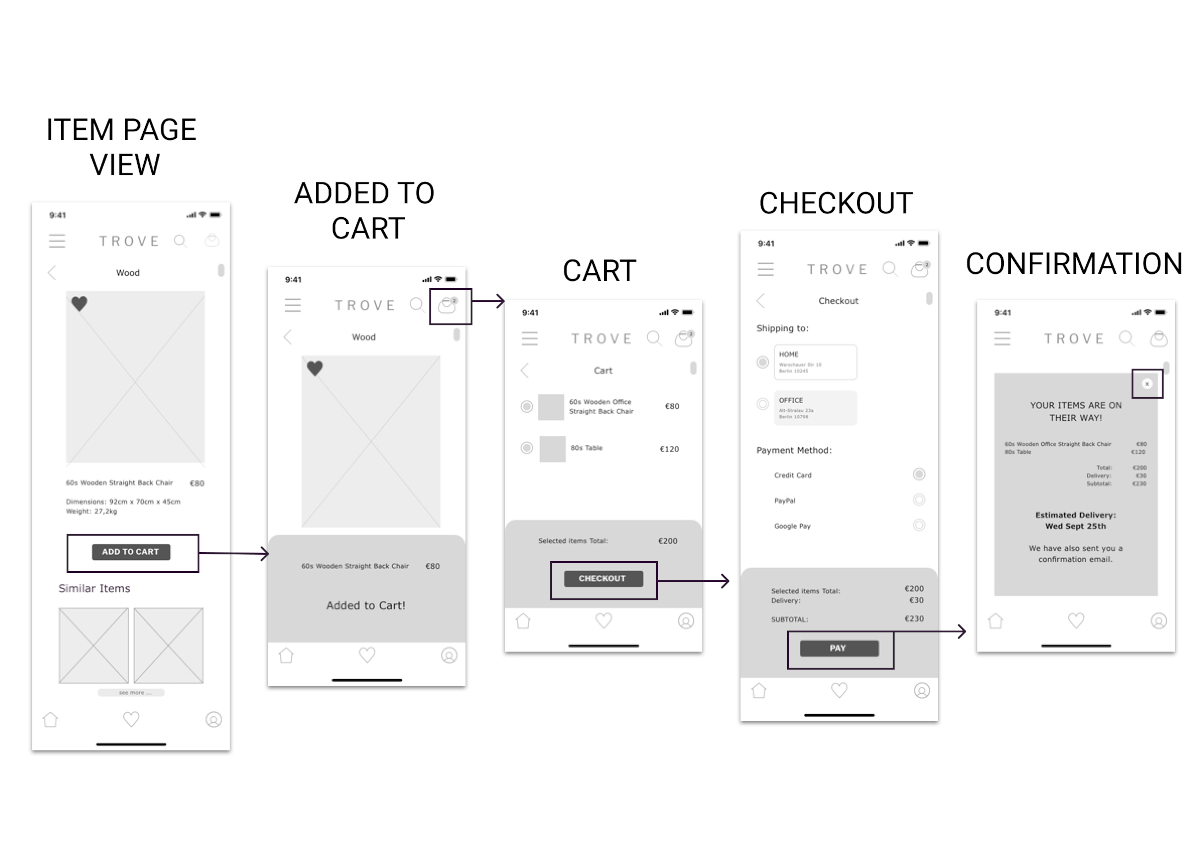 ITEM PAGE
VIEW
9:41
TROVE
Wood
60s Wooden Straight Back Chair €80
Dimensions: 92cm x 70cm x 45cm
Weight: 27,2kg
ADD TO CART
Similar Items
see more ...
ADDED TO
CART
9:41
TROVE
2
Wood
60s Wooden Straight Back Chair €80
Added to Cart!
CART
9:41
TROVE
2
Cart
60s Wooden Office
Straight Back Chair €80
80s Table €120
Selected items Total: €200
CHECKOUT
CHECKOUT
9:41
TROVE
2
Checkout
Shipping to:
HOME
Warschauer Str 10
Berlin 10245
OFFICE
Alt-Stralau 22a
Berlin 10708
Payment Method:
Credit Card
PayPal
Google Pay
Selected items Total: €200
Delivery: €30
SUBTOTAL: €230
PAY
CONFIRMATION
9:41
TROVE
YOUR ITEMS ARE ON
THEIR WAY!
60s Wooden Office Straight Back Chair €80
80s Table €120
Total: €200
Delivery: €30
Subtotal: €230
Estimated Delivery:
Wed Sept 25th
We have also sent you a
confirmation email.